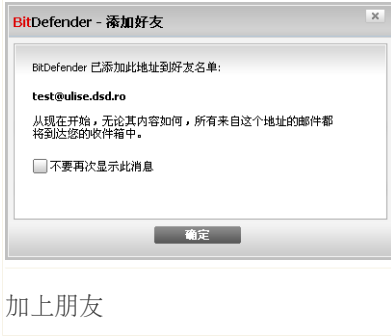 BitDefender - 添加好友
BitDefender 已添加此地址到好友名单:
test@ulise.dsd.ro
从现在开始，无论其内容如何，所有来自这个地址的邮件都
将到达您的收件箱中。
不要再次显示此消息
确定
加上朋友